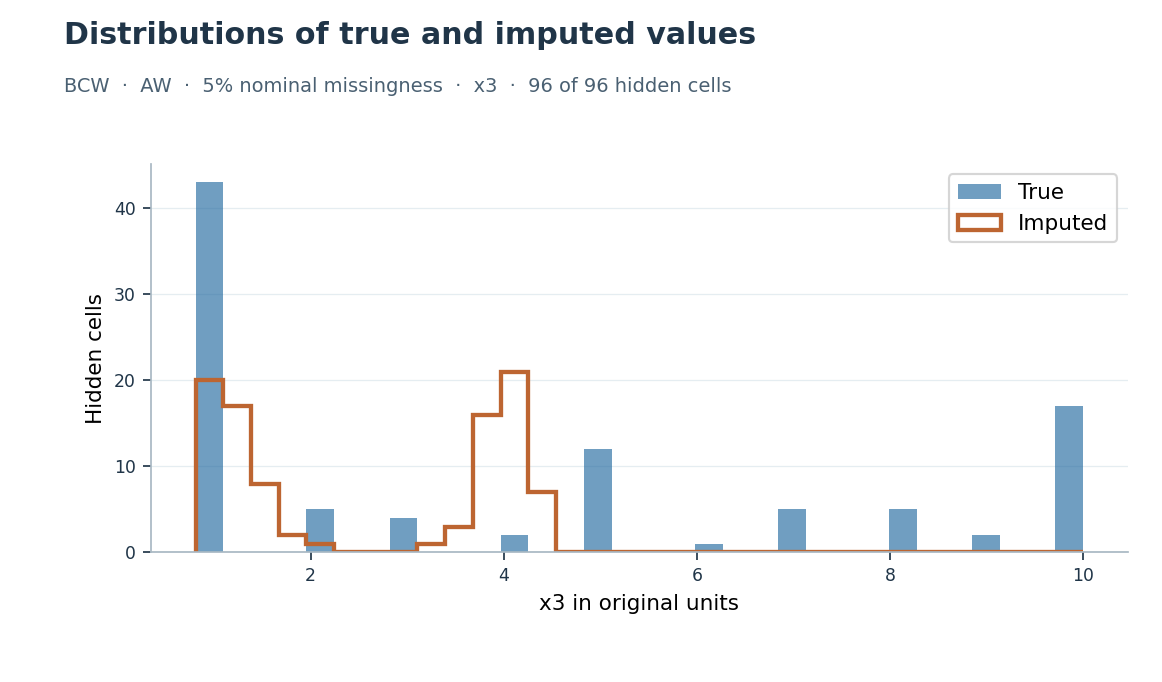 Distributions of true and imputed values
BCW · AW · 5% nominal missingness · x3 · 96 of 96 hidden cells
True
Imputed
Hidden cells
40
30
20
10
0
2 4 6 8 10
x3 in original units